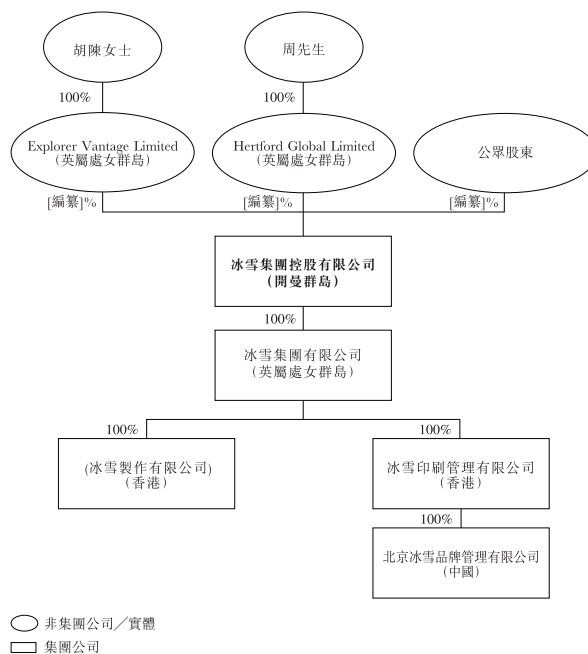 胡陳女士
周先生
100%
100%
Explorer Vantage Limited
(英屬處女群島)
Hertford Global Limited
(英屬處女群島)
公眾股東
[編纂]%
[編纂]%
[編纂]%
冰雪集團控股有限公司
(開曼群島)
100%
冰雪集團有限公司
(英屬處女群島)
100%
100%
(冰雪製作有限公司)
(香港)
冰雪印刷管理有限公司
(香港)
100%
北京冰雪品牌管理有限公司
(中國)
非集團公司／實體
集團公司